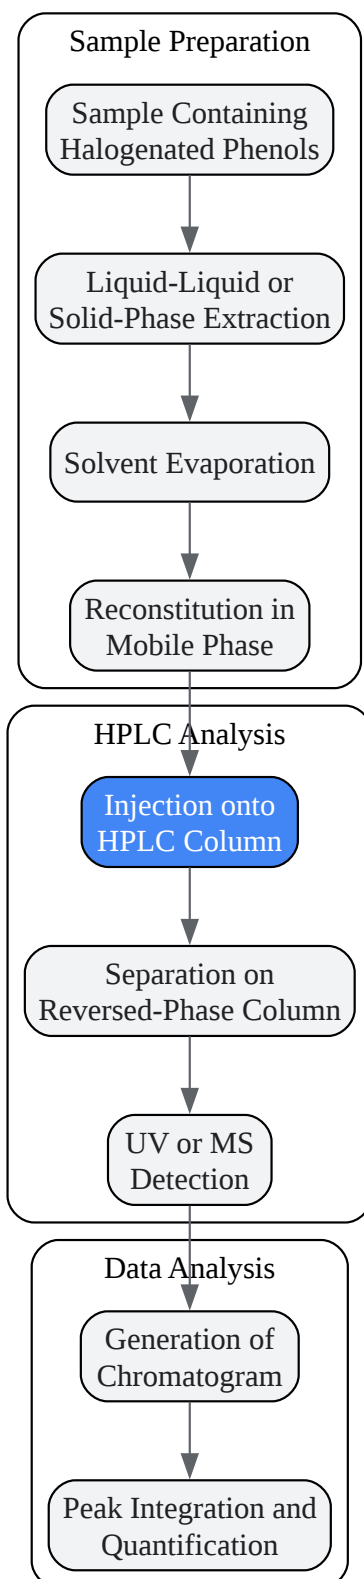 Sample Preparation
Sample Containing
Halogenated Phenols
Liquid-Liquid or
Solid-Phase Extraction
Solvent Evaporation
Reconstitution in
Mobile Phase
HPLC Analysis
Injection onto
HPLC Column
Separation on
Reversed-Phase Column
UV or MS
Detection
Data Analysis
Generation of
Chromatogram
Peak Integration and
Quantification